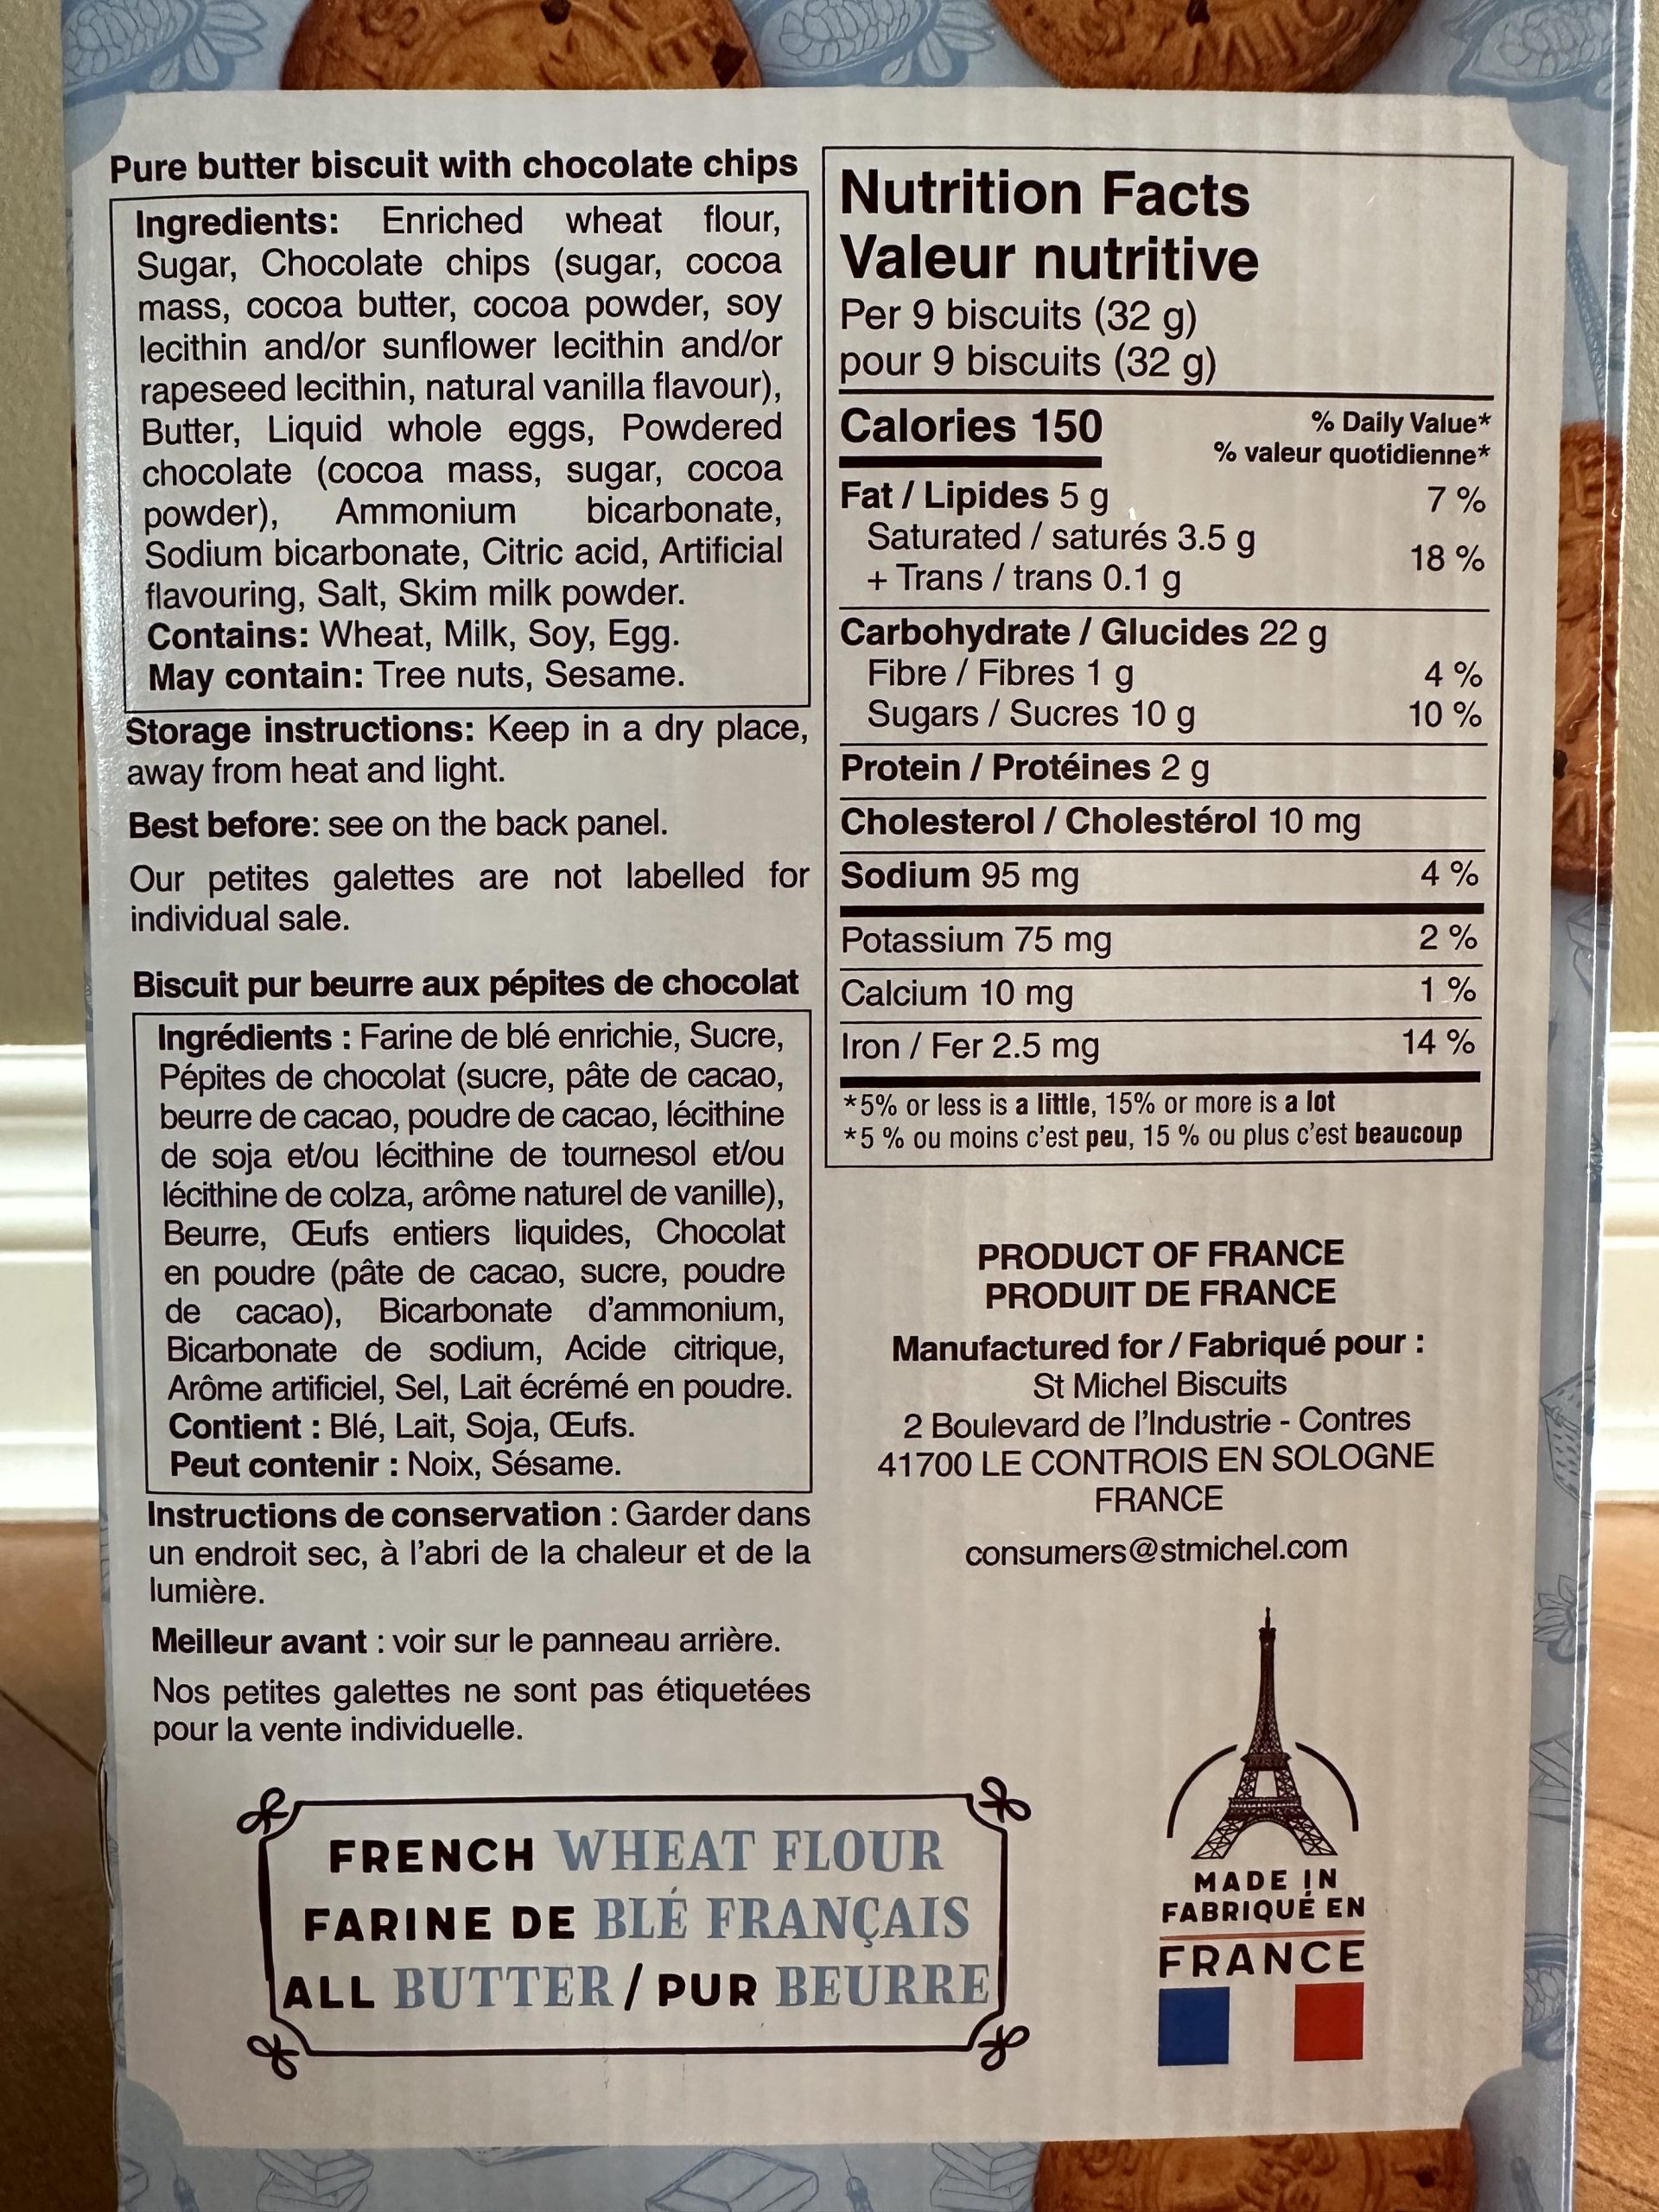 Pure butter biscuit with chocolate chips
Ingredients: Enriched wheat flour,
Sugar, Chocolate chips (sugar, cocoa
mass, cocoa butter, cocoa powder, soy
lecithin and/or sunflower lecithin and/or
rapeseed lecithin, natural vanilla flavour),
Butter, Liquid whole eggs, Powdered
chocolate (cocoa mass, sugar, cocoa
powder), Ammonium bicarbonate,
Sodium bicarbonate, Citric acid, Artificial
flavouring, Salt, Skim milk powder.
Contains: Wheat, Milk, Soy, Egg.
May contain: Tree nuts, Sesame.
Storage instructions: Keep in a dry place,
away from heat and light.
Best before: see on the back panel.
Our petites galettes are not labelled for
individual sale.
Biscuit pur beurre aux pépites de chocolat
Ingrédients : Farine de blé enrichie, Sucre,
Pépites de chocolat (sucre, pâte de cacao,
beurre de cacao, poudre de cacao, lécithine
de soja et/ou lécithine de tournesol et/ou
lécithine de colza, arôme naturel de vanille),
Beurre, Œufs entiers liquides, Chocolat
en poudre (pâte de cacao, sucre, poudre
de cacao), Bicarbonate d'ammonium,
Bicarbonate de sodium, Acide citrique,
Arôme artificiel, Sel, Lait écrémé en poudre.
Contient : Blé, Lait, Soja, Œufs.
Peut contenir : Noix, Sésame.
Instructions de conservation : Garder dans
un endroit sec, à l'abri de la chaleur et de la
lumière.
Meilleur avant : voir sur le panneau arrière.
Nos petites galettes ne sont pas étiquetées
pour la vente individuelle.
Nutrition Facts
Valeur nutritive
Per 9 biscuits (32 g)
pour 9 biscuits (32 g)
Calories 150
% Daily Value*
% valeur quotidienne*
Fat / Lipides 5 g 7 %
Saturated / saturés 3.5 g
+ Trans / trans 0.1 g 18 %
Carbohydrate / Glucides 22 g
Fibre / Fibres 1 g 4 %
Sugars / Sucres 10 g 10 %
Protein / Protéines 2 g
Cholesterol / Cholestérol 10 mg
Sodium 95 mg 4 %
Potassium 75 mg 2 %
Calcium 10 mg 1 %
Iron / Fer 2.5 mg 14 %
*5% or less is a little, 15% or more is a lot
*5 % ou moins c'est peu, 15 % ou plus c'est beaucoup
PRODUCT OF FRANCE
PRODUIT DE FRANCE
Manufactured for / Fabriqué pour :
St Michel Biscuits
2 Boulevard de l'Industrie - Contres
41700 LE CONTROIS EN SOLOGNE
FRANCE
consumers@stmichel.com
FRENCH WHEAT FLOUR
FARINE DE BLÉ FRANÇAIS
ALL BUTTER / PUR BEURRE
MADE IN
FABRIQUÉ EN
FRANCE